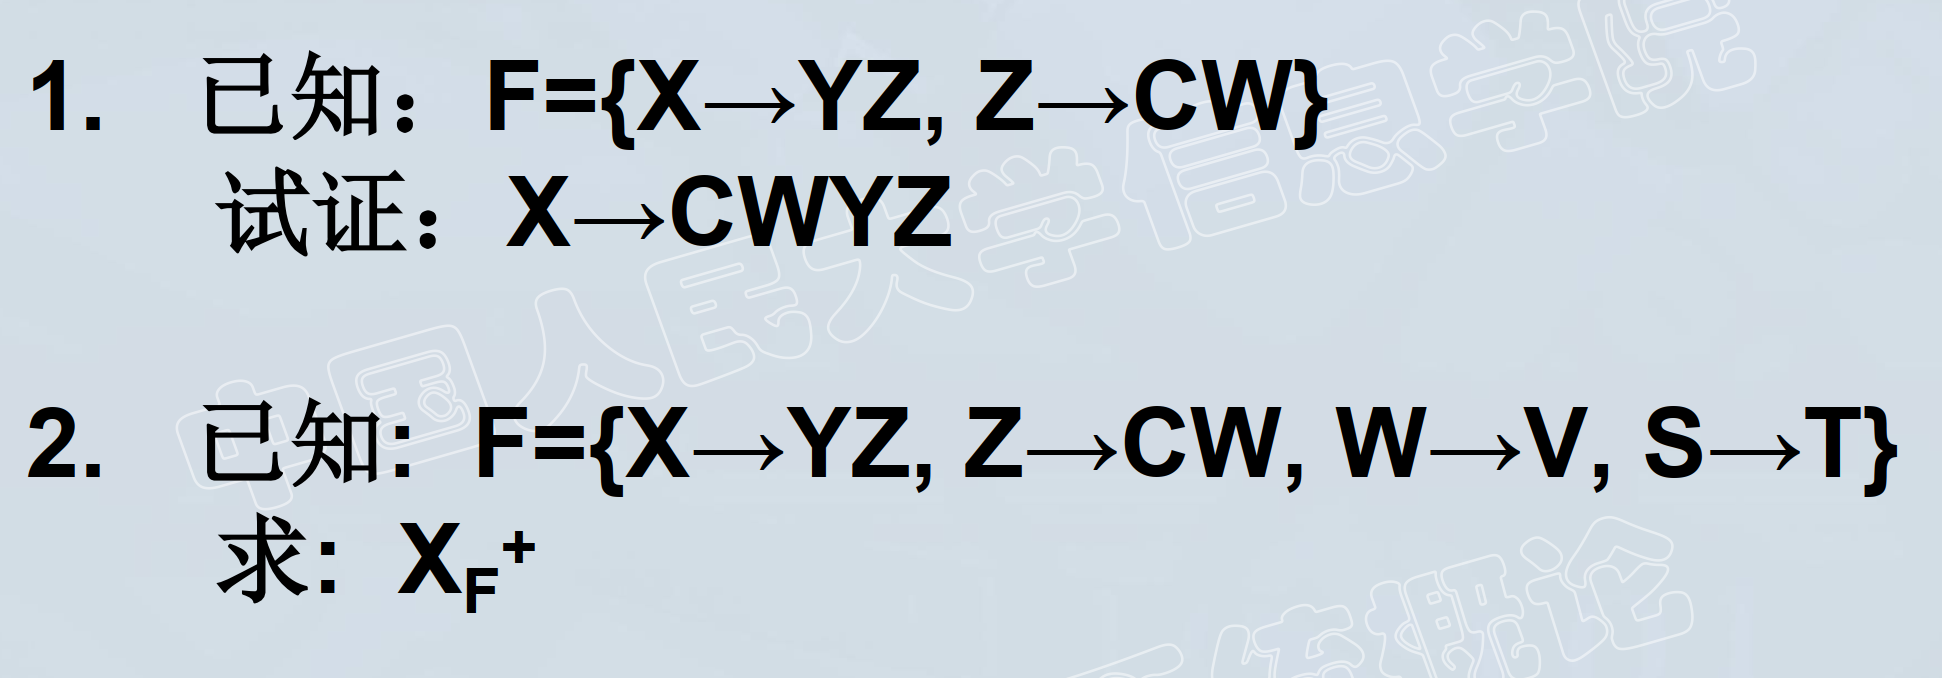 1. 已知：F={X→YZ, Z→CW}
试证：X→CWYZ
中国人民大学信息学院
2. 已知: F={X→YZ, Z→CW, W→V, S→T}
求: X_F^+
统概论